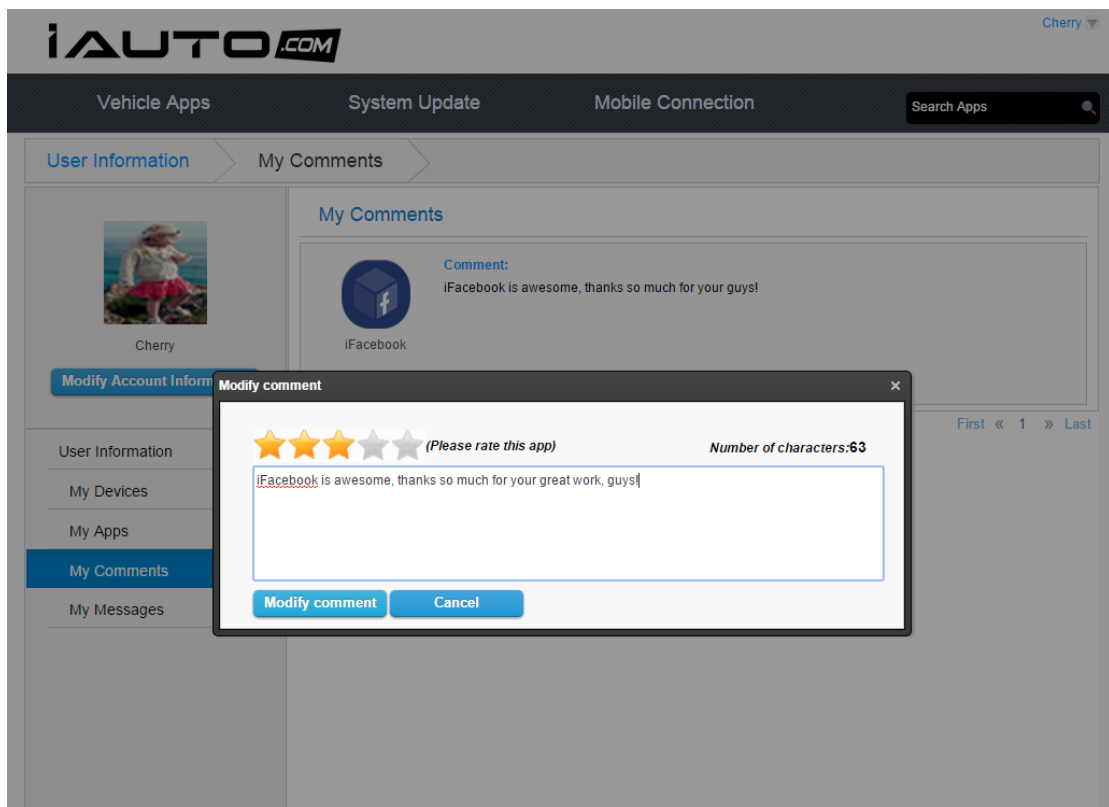 Cherry
iAUTO.COM
Vehicle Apps System Update Mobile Connection Search Apps
User Information My Comments
My Comments
Comment:
iFacebook is awesome, thanks so much for your guys!
Cherry
iFacebook
Modify Account Inform
Modify comment
First « 1 » Last
User Information
(Please rate this app) Number of characters:63
iFacebook is awesome, thanks so much for your great work, guys!
My Devices
My Apps
My Comments
My Messages
Modify comment Cancel